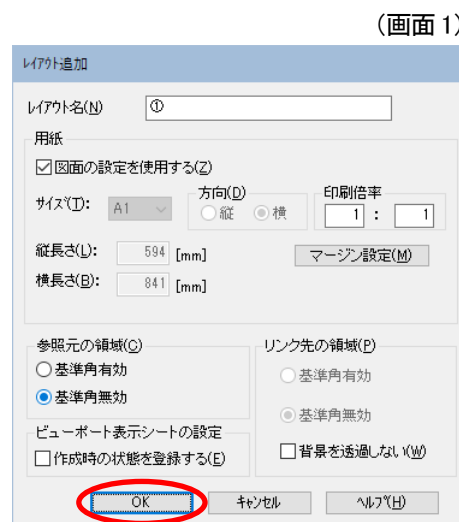 (画面 1)
レイアウト追加
レイアウト名(N) ①
用紙
☑図面の設定を使用する(Z)
サイズ(T): A1 方向(D) 縦 横 印刷倍率 1 : 1
縦長さ(L): 594 [mm] マージン設定(M)
横長さ(B): 841 [mm]
参照元の領域(C) リンク先の領域(P)
基準角有効 基準角有効
基準角無効 基準角無効
ビューポート表示シートの設定
作成時の状態を登録する(E) 背景を透過しない(W)
OK キャンセル ヘルプ(H)